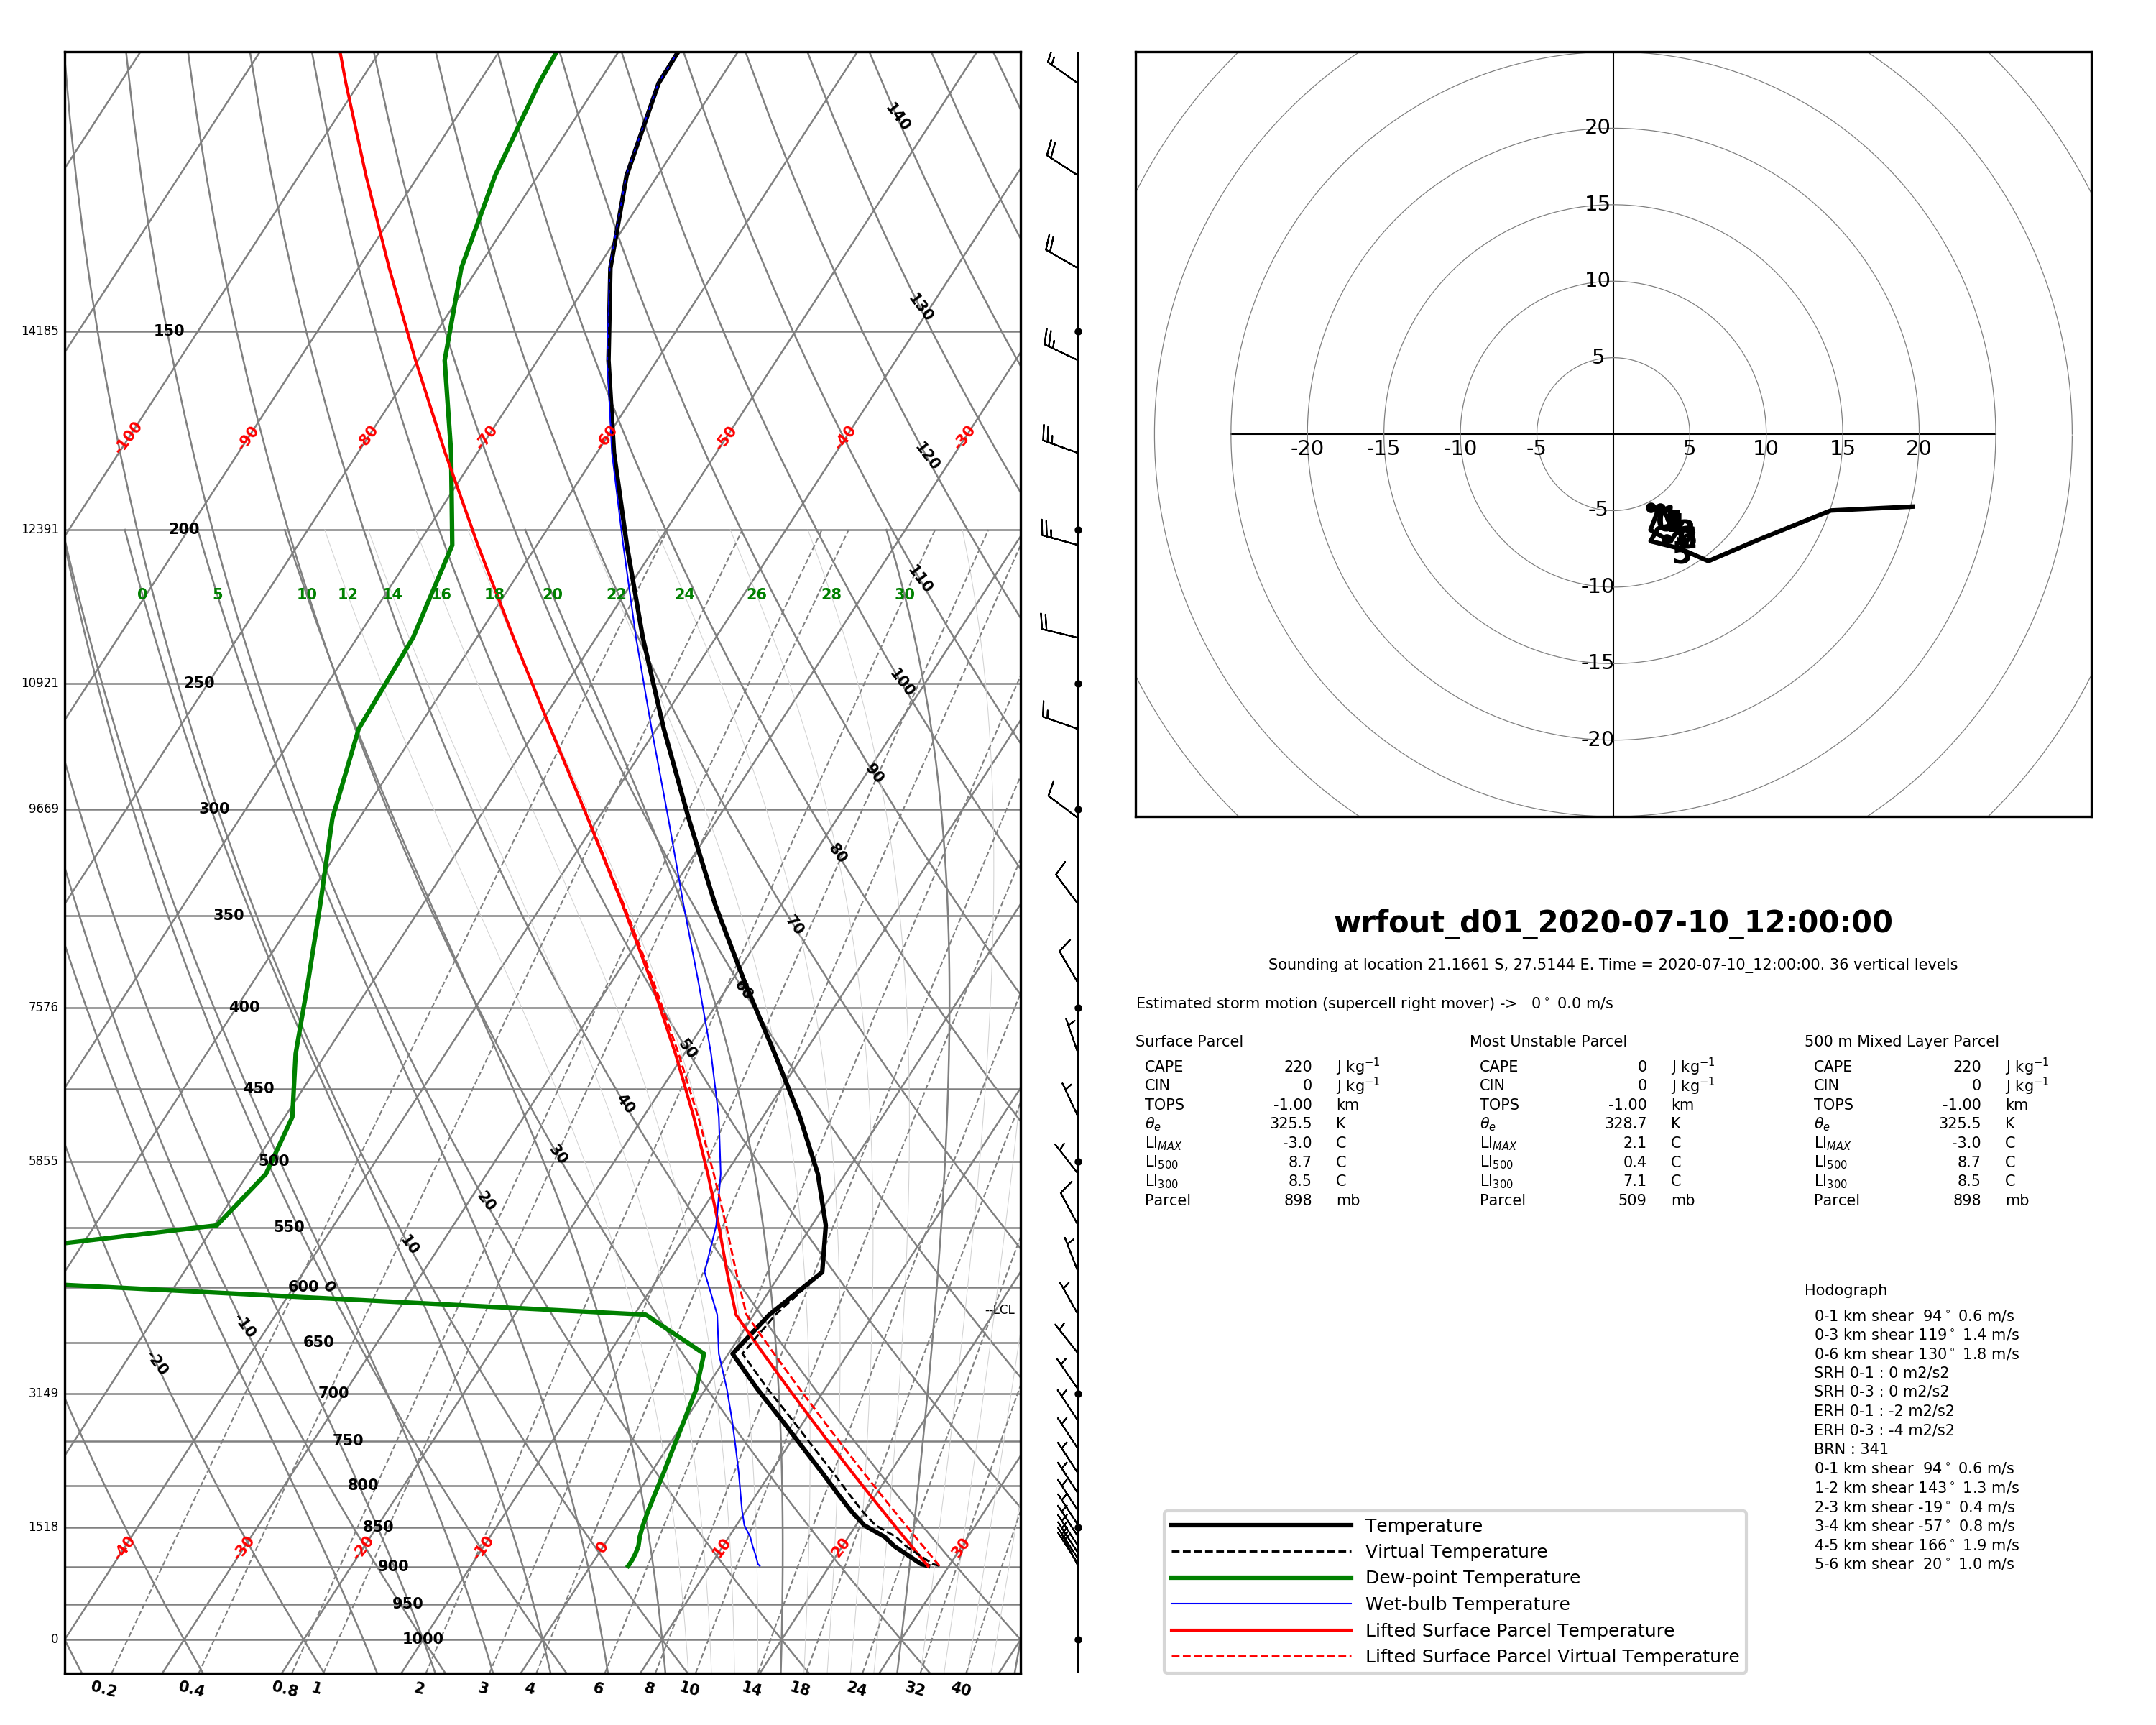 140
130
14185 150
-100 -90 -80 -70 -60 -50 -40 -30
120
12391 200
110
0 5 10 12 14 16 18 20 22 24 26 28 30
10921 250
100
90
9669 300
80
350
70
7576 400
60
50
450
40
5855 500
30
20
550
10
600 0
--LCL
-10
650
-20
3149 700
750
800
1518 850
-40 -30 -20 -10 0 10 20 30
900
950
0 1000
0.2 0.4 0.8 1 2 3 4 6 8 10 14 18 24 32 40
20
15
10
5
-20 -15 -10 -5 5 10 15 20
-5
5
-10
-15
-20
wrfout_d01_2020-07-10_12:00:00
Sounding at location 21.1661 S, 27.5144 E. Time = 2020-07-10_12:00:00. 36 vertical levels
Estimated storm motion (supercell right mover) -> 0° 0.0 m/s
Surface Parcel
CAPE 220 J kg⁻¹
CIN 0 J kg⁻¹
TOPS -1.00 km
θe 325.5 K
LIMAX -3.0 C
LI500 8.7 C
LI300 8.5 C
Parcel 898 mb
Most Unstable Parcel
CAPE 0 J kg⁻¹
CIN 0 J kg⁻¹
TOPS -1.00 km
θe 328.7 K
LIMAX 2.1 C
LI500 0.4 C
LI300 7.1 C
Parcel 509 mb
500 m Mixed Layer Parcel
CAPE 220 J kg⁻¹
CIN 0 J kg⁻¹
TOPS -1.00 km
θe 325.5 K
LIMAX -3.0 C
LI500 8.7 C
LI300 8.5 C
Parcel 898 mb
Hodograph
0-1 km shear 94° 0.6 m/s
0-3 km shear 119° 1.4 m/s
0-6 km shear 130° 1.8 m/s
SRH 0-1 : 0 m2/s2
SRH 0-3 : 0 m2/s2
ERH 0-1 : -2 m2/s2
ERH 0-3 : -4 m2/s2
BRN : 341
0-1 km shear 94° 0.6 m/s
1-2 km shear 143° 1.3 m/s
2-3 km shear -19° 0.4 m/s
3-4 km shear -57° 0.8 m/s
4-5 km shear 166° 1.9 m/s
5-6 km shear 20° 1.0 m/s
Temperature
Virtual Temperature
Dew-point Temperature
Wet-bulb Temperature
Lifted Surface Parcel Temperature
Lifted Surface Parcel Virtual Temperature